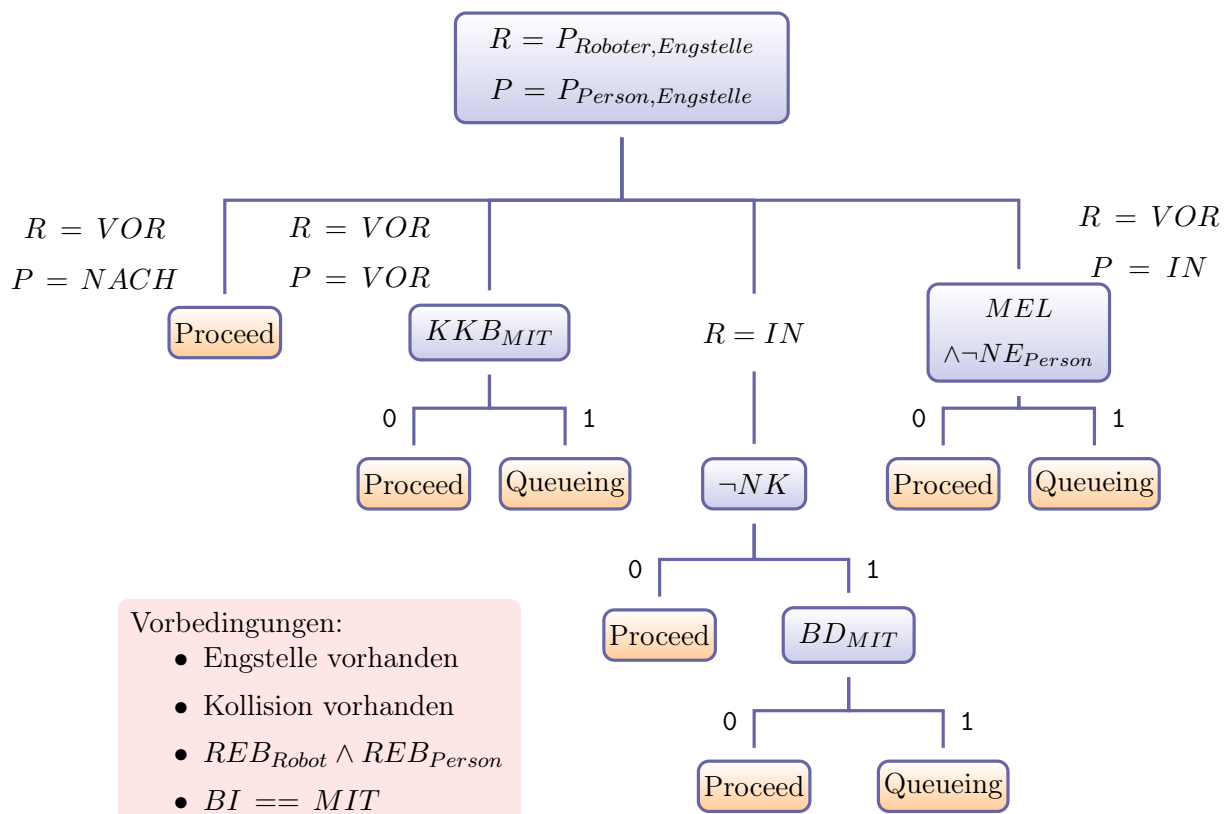 R = P_{Roboter,Engstelle}
P = P_{Person,Engstelle}
R = VOR
P = NACH
R = VOR
P = VOR
R = VOR
P = IN
Proceed
KKB_{MIT}
R = IN
MEL
∧¬NE_{Person}
0
1
0
1
Proceed
Queueing
¬NK
Proceed
Queueing
0
1
Proceed
BD_{MIT}
0
1
Proceed
Queueing
Vorbedingungen:
• Engstelle vorhanden
• Kollision vorhanden
• REB_{Robot} ∧ REB_{Person}
• BI == MIT